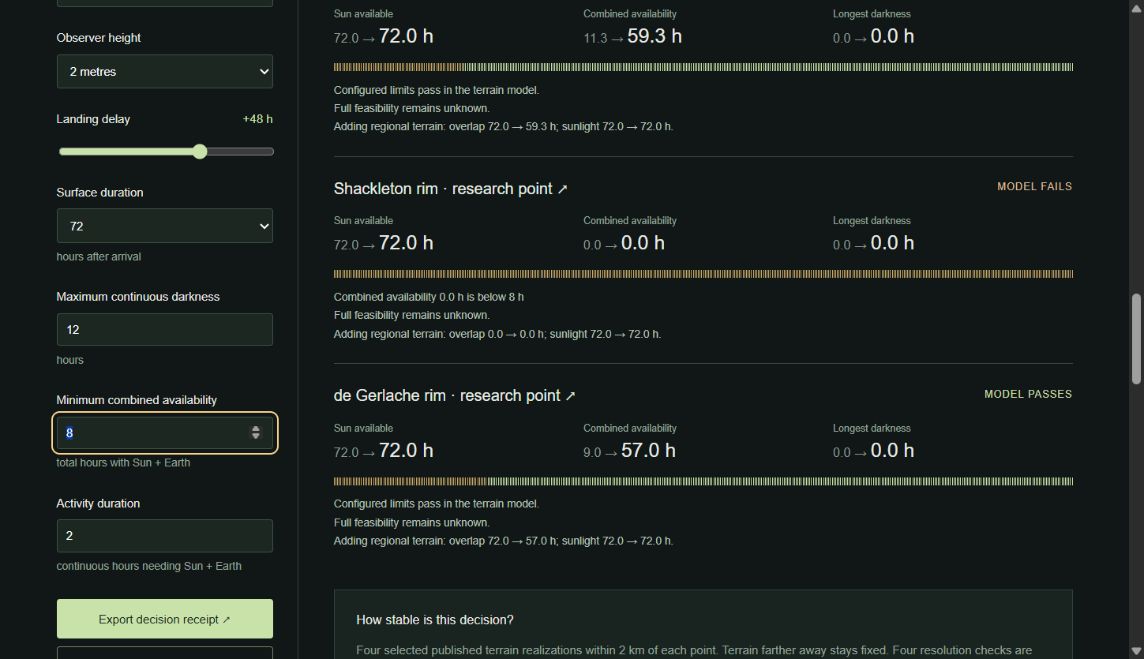 Observer height
2 metres
Landing delay
+48 h
Surface duration
72
hours after arrival
Maximum continuous darkness
12
hours
Minimum combined availability
8
total hours with Sun + Earth
Activity duration
2
continuous hours needing Sun + Earth
Export decision receipt ↗
Sun available
72.0 → 72.0 h
Combined availability
11.3 → 59.3 h
Longest darkness
0.0 → 0.0 h
Configured limits pass in the terrain model.
Full feasibility remains unknown.
Adding regional terrain: overlap 72.0 → 59.3 h; sunlight 72.0 → 72.0 h.
Shackleton rim · research point ↗
MODEL FAILS
Sun available
72.0 → 72.0 h
Combined availability
0.0 → 0.0 h
Longest darkness
0.0 → 0.0 h
Combined availability 0.0 h is below 8 h
Full feasibility remains unknown.
Adding regional terrain: overlap 0.0 → 0.0 h; sunlight 72.0 → 72.0 h.
de Gerlache rim · research point ↗
MODEL PASSES
Sun available
72.0 → 72.0 h
Combined availability
9.0 → 57.0 h
Longest darkness
0.0 → 0.0 h
Configured limits pass in the terrain model.
Full feasibility remains unknown.
Adding regional terrain: overlap 72.0 → 57.0 h; sunlight 72.0 → 72.0 h.
How stable is this decision?
Four selected published terrain realizations within 2 km of each point. Terrain farther away stays fixed. Four resolution checks are